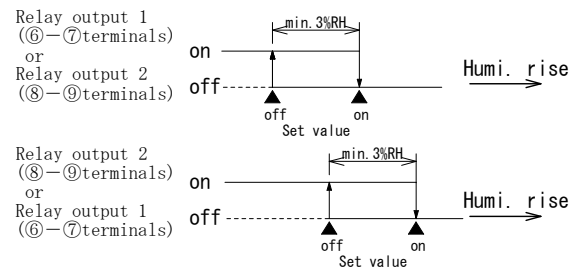 Relay output 1
(⑥－⑦terminals)
or
Relay output 2
(⑧－⑨terminals)
min. 3%RH
on
off
off
on
Set value
Humi. rise
Relay output 2
(⑧－⑨terminals)
or
Relay output 1
(⑥－⑦terminals)
min. 3%RH
on
off
off
on
Set value
Humi. rise